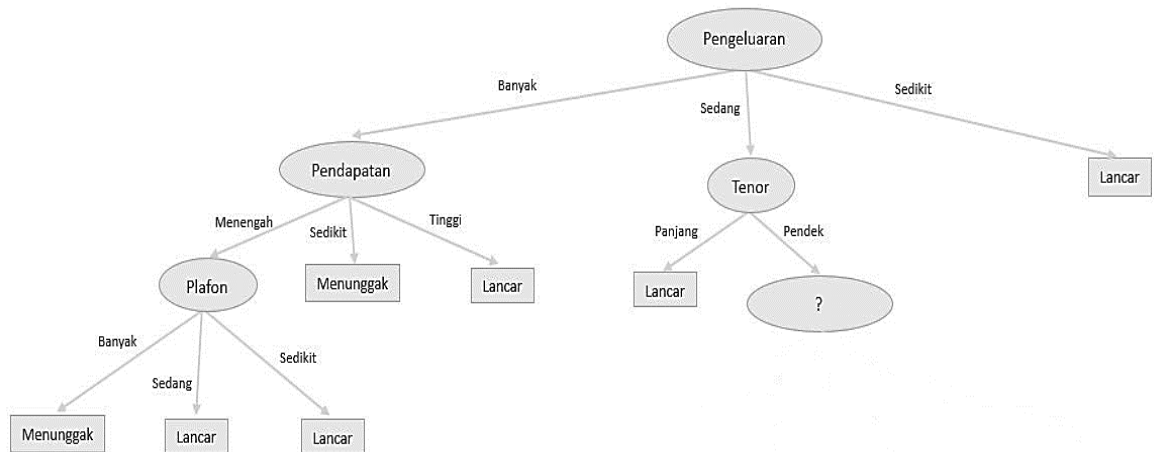 Pengeluaran
Banyak
Sedang
Sedikit
Pendapatan
Tenor
Lancar
Menengah
Sedikit
Tinggi
Panjang
Pendek
Plafon
Menunggak
Lancar
Lancar
?
Banyak
Sedang
Sedikit
Menunggak
Lancar
Lancar